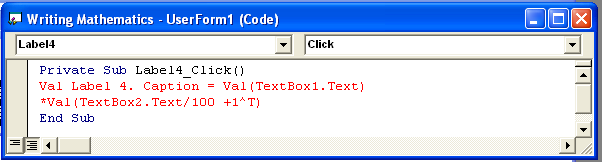 Writing Mathematics - UserForm1 (Code)
Label4 Click
Private Sub Label4_Click()
Val Label 4. Caption = Val(TextBox1.Text)
*Val(TextBox2.Text/100 +1^T)
End Sub